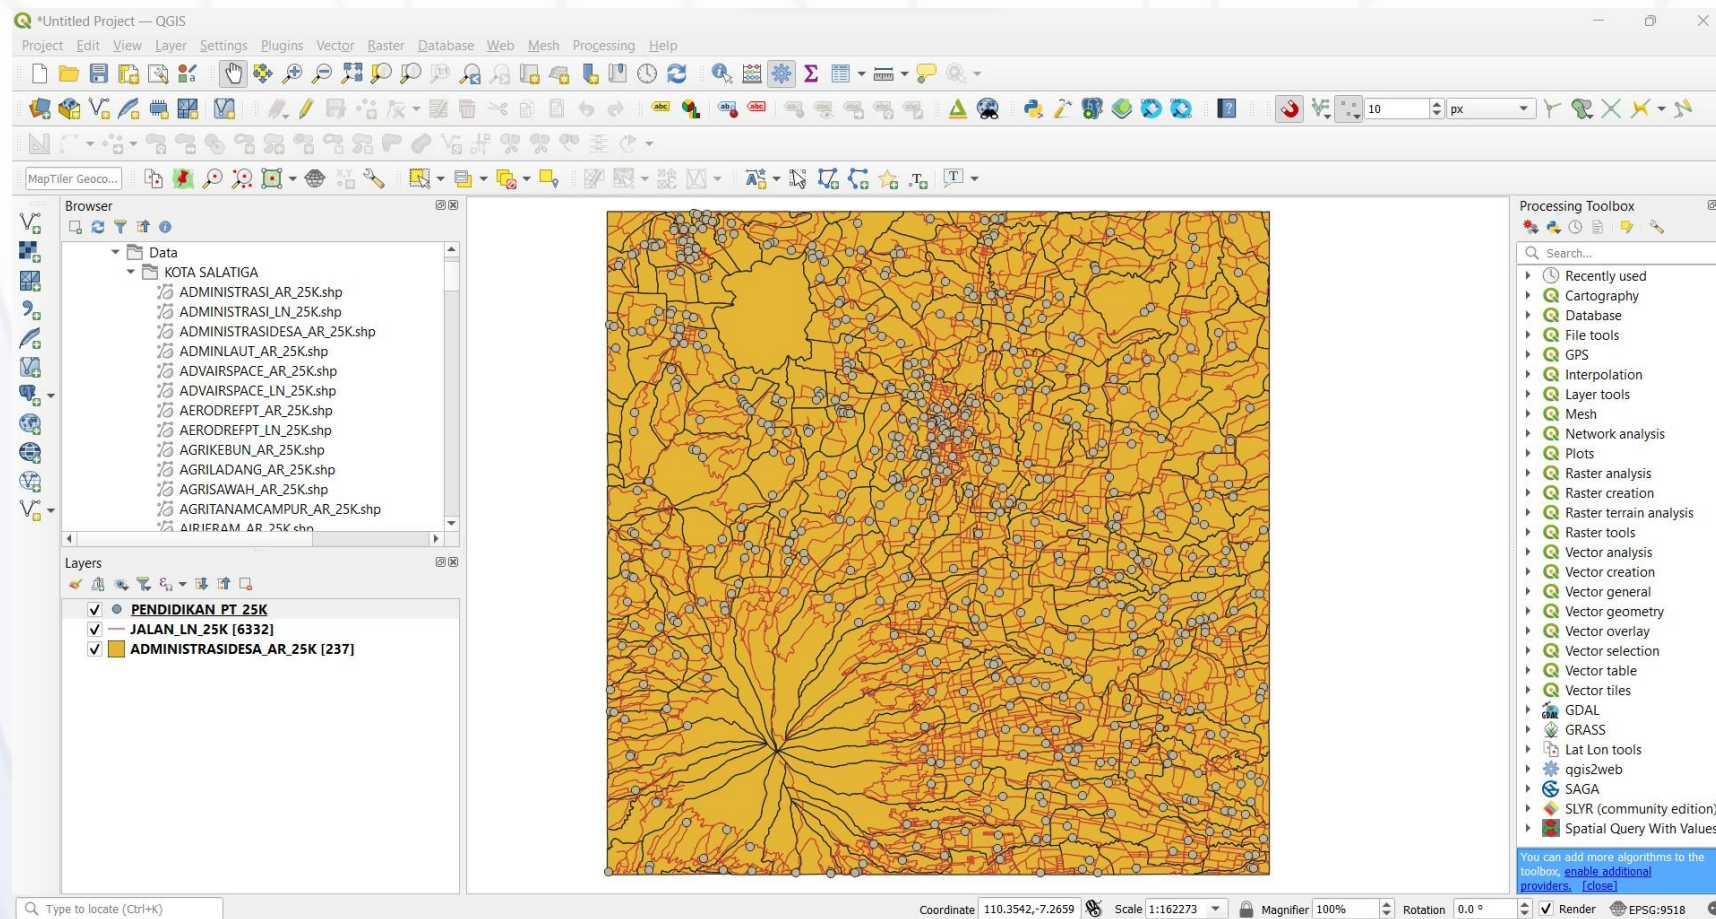 *Untitled Project — QGIS
Project Edit View Layer Settings Plugins Vector Raster Database Web Mesh Processing Help
10 px
MapTiler Geoco...
Browser
Data
KOTA SALATIGA
ADMINISTRASI_AR_25K.shp
ADMINISTRASI_LN_25K.shp
ADMINISTRASIDESA_AR_25K.shp
ADMINLAUT_AR_25K.shp
ADVAIRSPACE_AR_25K.shp
ADVAIRSPACE_LN_25K.shp
AERODREFPT_AR_25K.shp
AERODREFPT_LN_25K.shp
AGRIKEBUN_AR_25K.shp
AGRILADANG_AR_25K.shp
AGRISAWAH_AR_25K.shp
AGRITANAMCAMPUR_AR_25K.shp
Layers
PENDIDIKAN_PT_25K
JALAN_LN_25K [6332]
ADMINISTRASIDESA_AR_25K [237]
Processing Toolbox
Search...
Recently used
Cartography
Database
File tools
GPS
Interpolation
Layer tools
Mesh
Network analysis
Plots
Raster analysis
Raster creation
Raster terrain analysis
Raster tools
Vector analysis
Vector creation
Vector general
Vector geometry
Vector overlay
Vector selection
Vector table
Vector tiles
GDAL
GRASS
Lat Lon tools
qgis2web
SAGA
SLYR (community edition)
Spatial Query With Values
You can add more algorithms to the
toolbox, enable additional
providers. [close]
Type to locate (Ctrl+K)
Coordinate 110.3542,-7.2659 Scale 1:162273 Magnifier 100% Rotation 0.0 ° Render EPSG:9518